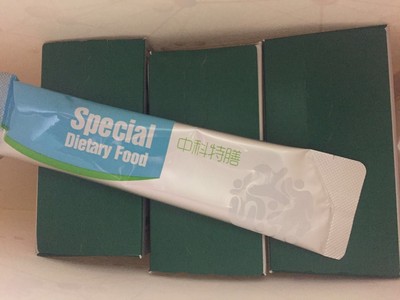 Special
Dietary Food
中科特膳